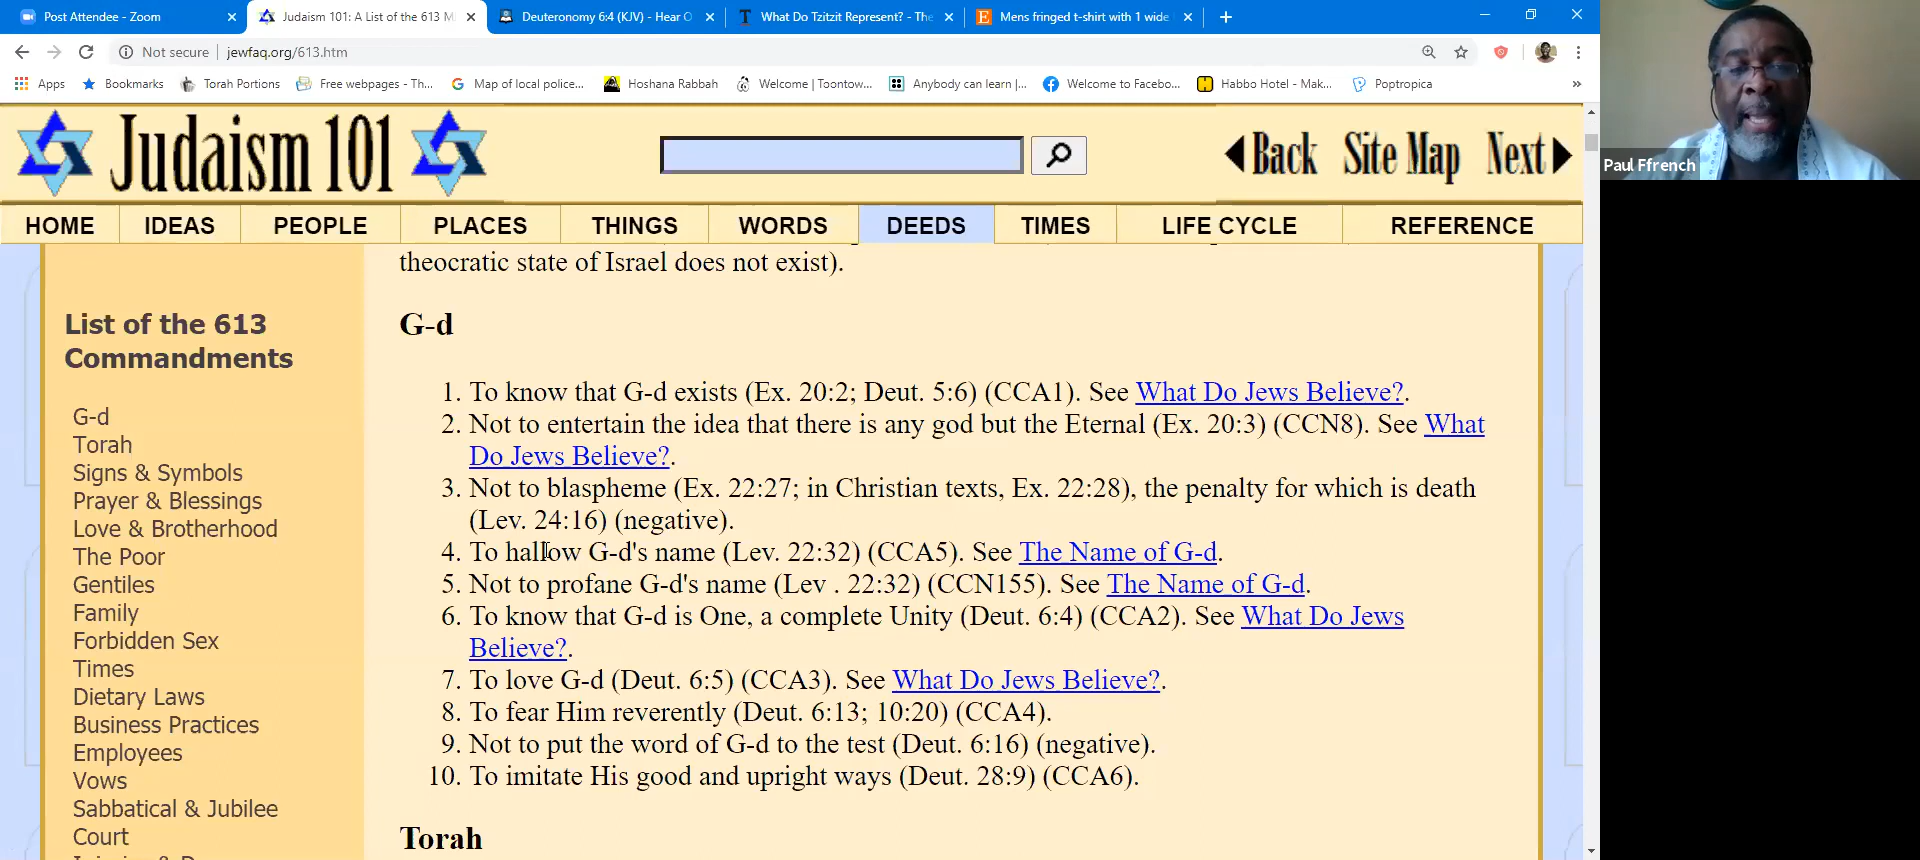 Post Attendee - Zoom
Judaism 101: A List of the 613 M
Deuteronomy 6:4 (KJV) - Hear O
What Do Tzitzit Represent? - The
Mens fringed t-shirt with 1 wide
Not secure | jewfaq.org/613.htm
Apps
Bookmarks
Torah Portions
Free webpages - Th...
Map of local police...
Hoshana Rabbah
Welcome | Toontow...
Anybody can learn |...
Welcome to Facebo...
Habbo Hotel - Mak...
Poptropica
»
Paul Ffrench
Judaism 101
Back
Site Map
Next
HOME
IDEAS
PEOPLE
PLACES
THINGS
WORDS
DEEDS
TIMES
LIFE CYCLE
REFERENCE
List of the 613
Commandments
G-d
Torah
Signs & Symbols
Prayer & Blessings
Love & Brotherhood
The Poor
Gentiles
Family
Forbidden Sex
Times
Dietary Laws
Business Practices
Employees
Vows
Sabbatical & Jubilee
Court
theocratic state of Israel does not exist).
G-d
1. To know that G-d exists (Ex. 20:2; Deut. 5:6) (CCA1). See What Do Jews Believe?.
2. Not to entertain the idea that there is any god but the Eternal (Ex. 20:3) (CCN8). See What
Do Jews Believe?.
3. Not to blaspheme (Ex. 22:27; in Christian texts, Ex. 22:28), the penalty for which is death
(Lev. 24:16) (negative).
4. To hallow G-d's name (Lev. 22:32) (CCA5). See The Name of G-d.
5. Not to profane G-d's name (Lev . 22:32) (CCN155). See The Name of G-d.
6. To know that G-d is One, a complete Unity (Deut. 6:4) (CCA2). See What Do Jews
Believe?.
7. To love G-d (Deut. 6:5) (CCA3). See What Do Jews Believe?.
8. To fear Him reverently (Deut. 6:13; 10:20) (CCA4).
9. Not to put the word of G-d to the test (Deut. 6:16) (negative).
10. To imitate His good and upright ways (Deut. 28:9) (CCA6).
Torah